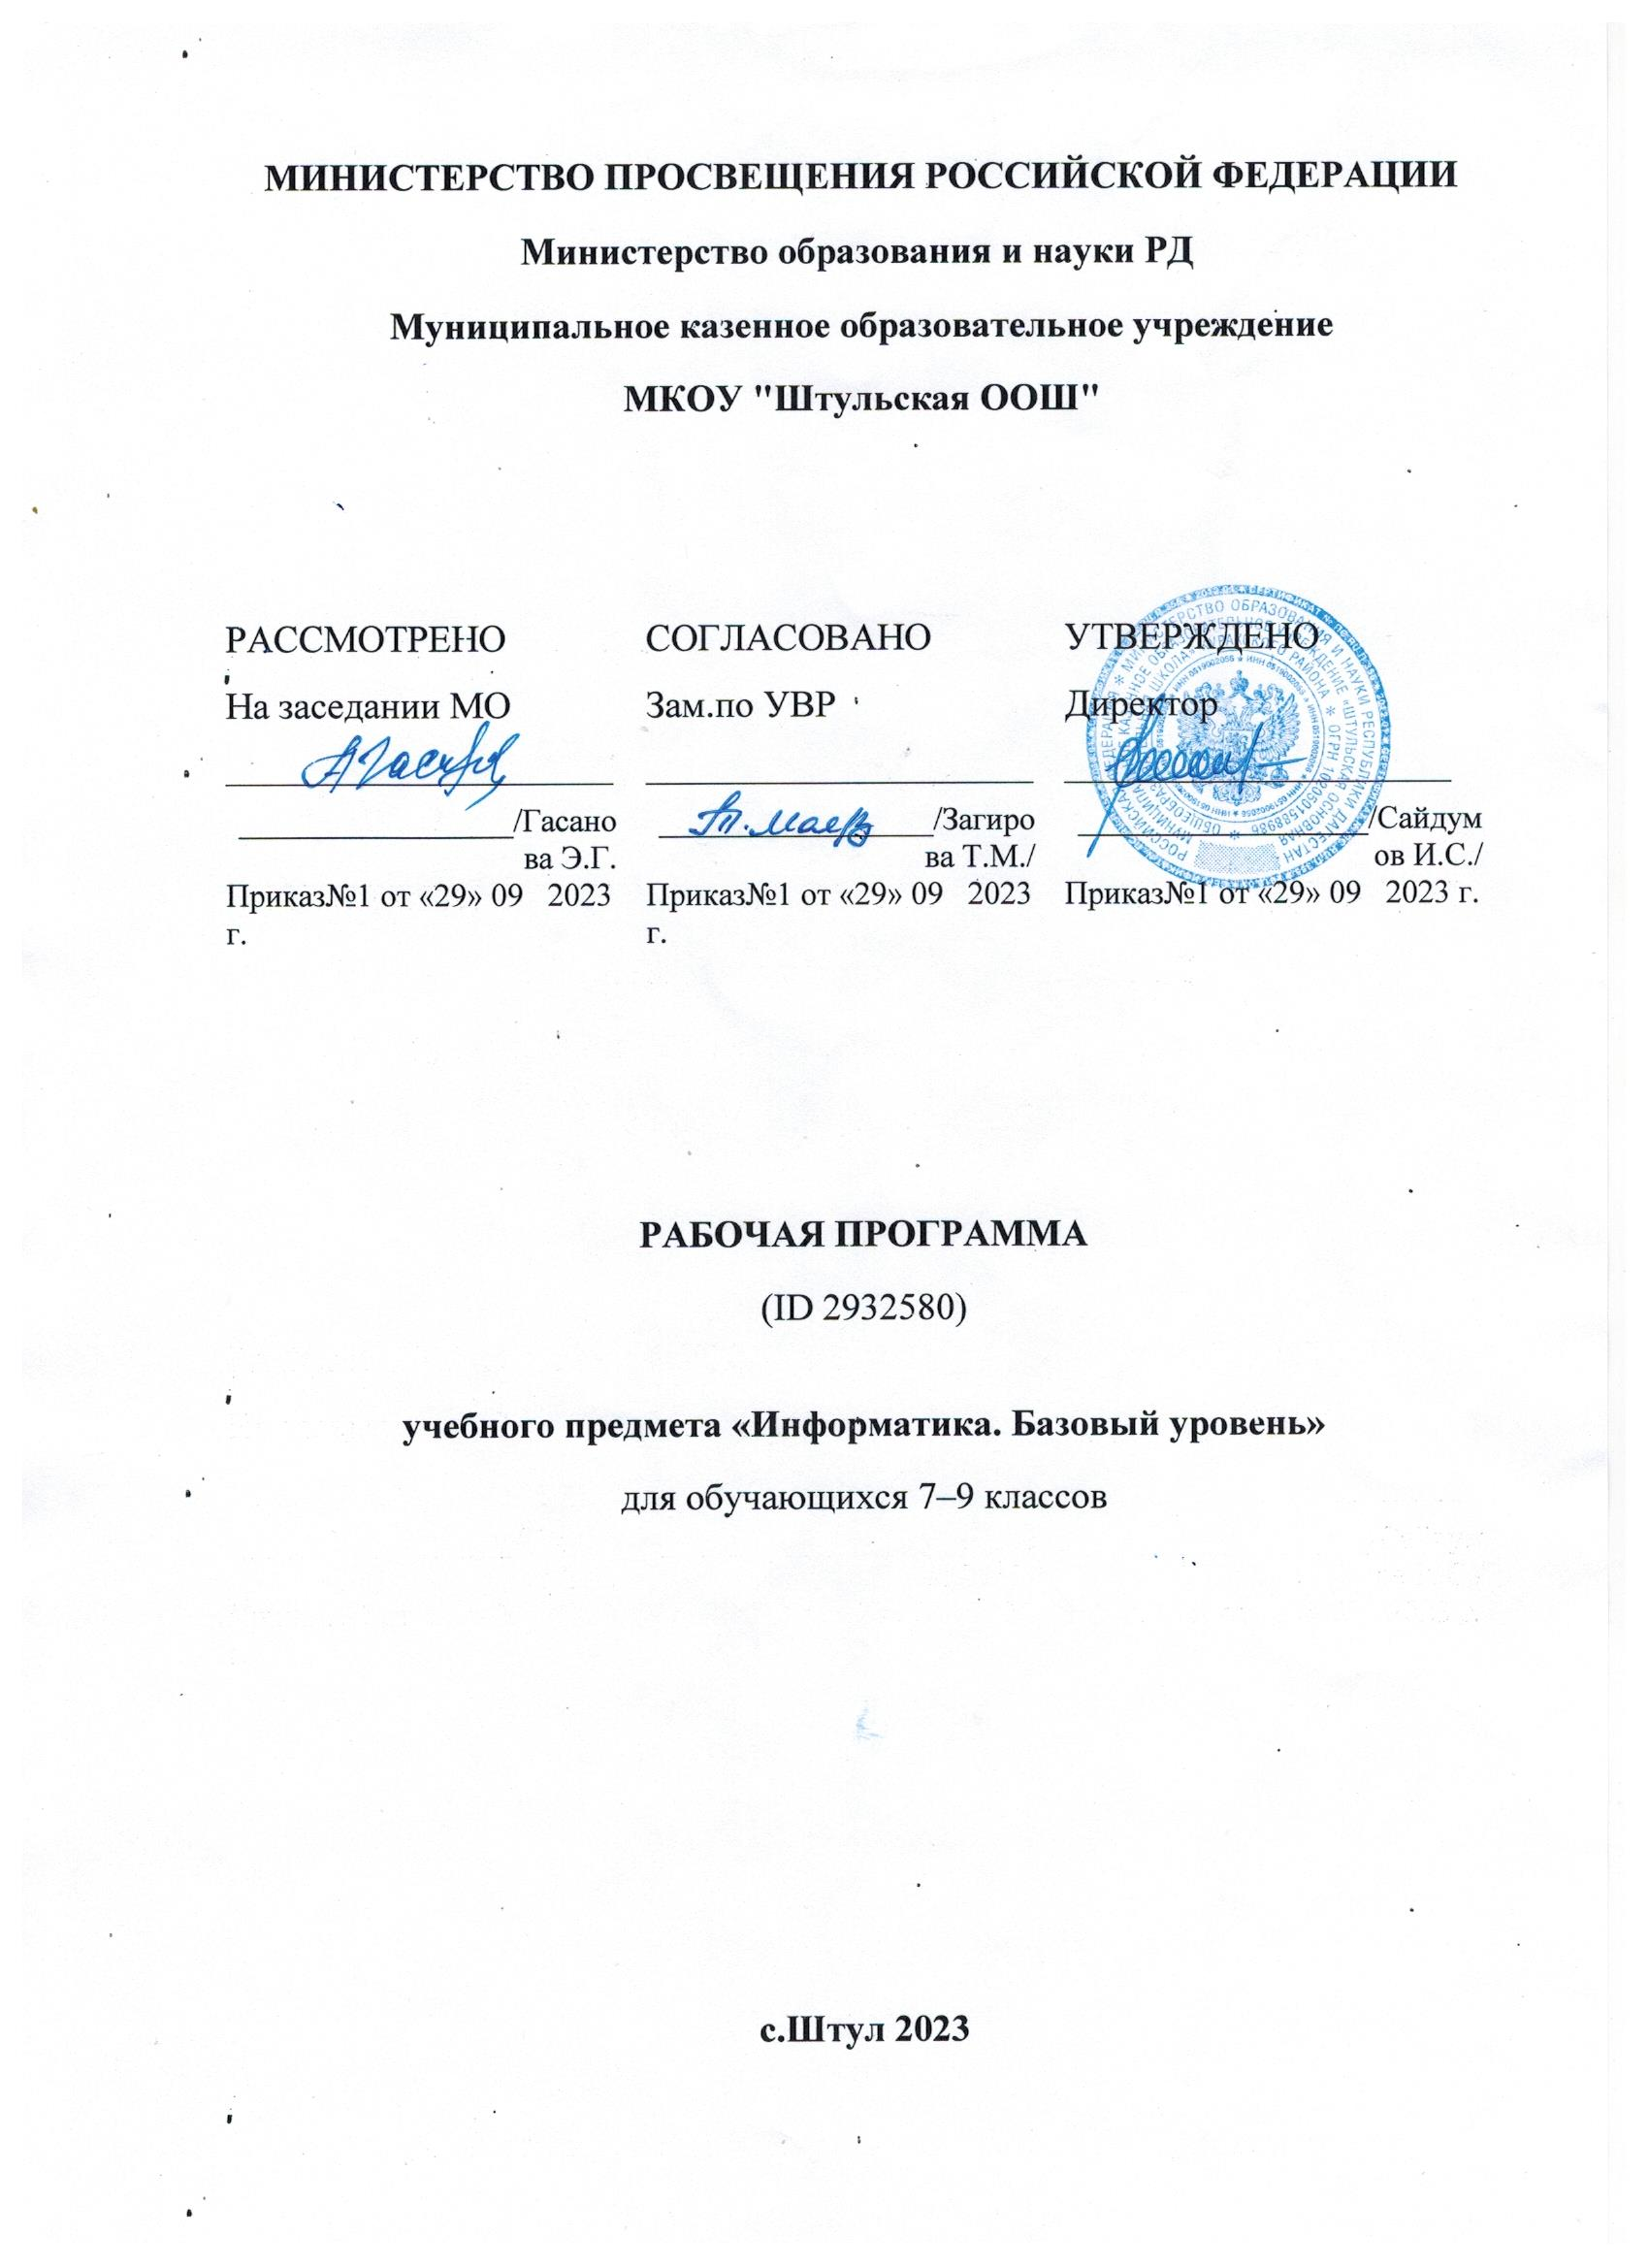 МИНИСТЕРСТВО ПРОСВЕЩЕНИЯ РОССИЙСКОЙ ФЕДЕРАЦИИ
Министерство образования и науки РД
Муниципальное казенное образовательное учреждение
МКОУ "Штульская ООШ"
РАССМОТРЕНО
На заседании МО
/Гасано
ва Э.Г.
Приказ№1 от «29» 09 2023
г.
СОГЛАСОВАНО
Зам.по УВР
/Загиро
ва Т.М./
Приказ№1 от «29» 09 2023
г.
УТВЕРЖДЕНО
Директор
/Сайдум
ов И.С./
Приказ№1 от «29» 09 2023 г.
РАБОЧАЯ ПРОГРАММА
(ID 2932580)
учебного предмета «Информатика. Базовый уровень»
для обучающихся 7–9 классов
с.Штул 2023